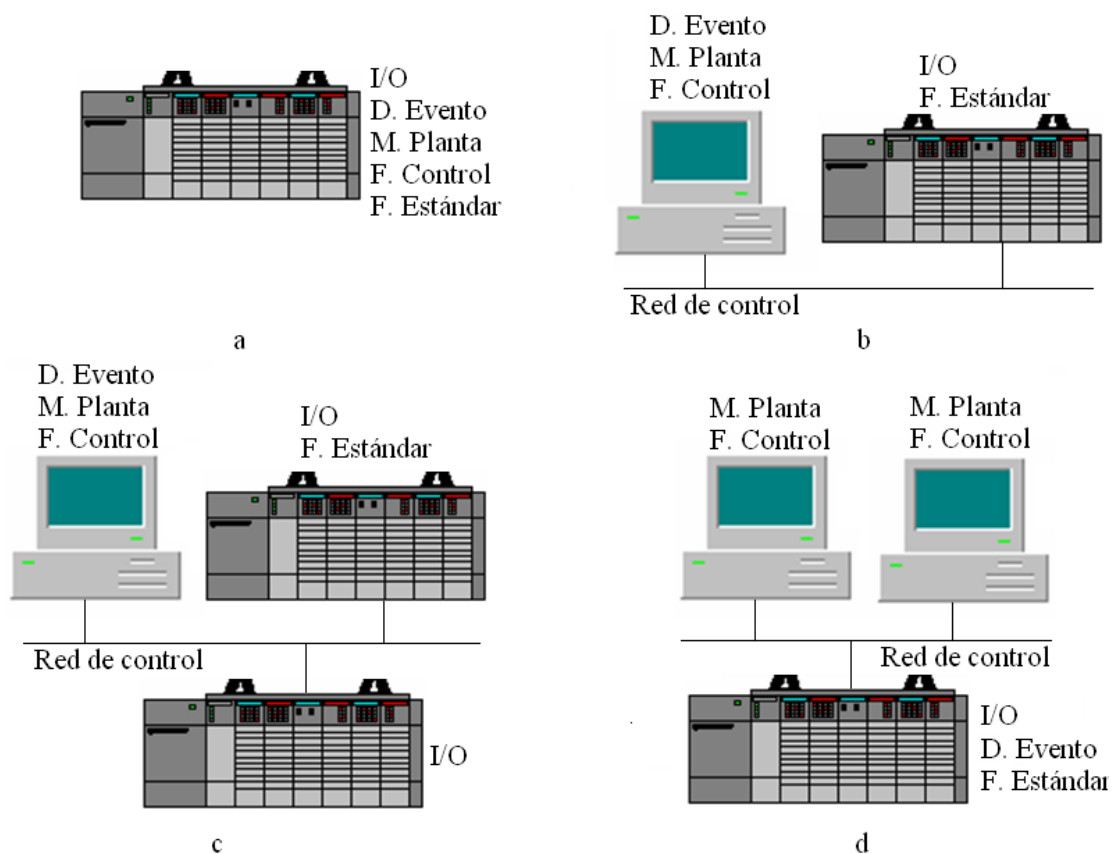 I/O
D. Evento
M. Planta
F. Control
F. Estándar
a
D. Evento
M. Planta
F. Control
I/O
F. Estándar
Red de control
b
D. Evento
M. Planta
F. Control
I/O
F. Estándar
Red de control
I/O
c
M. Planta
F. Control
M. Planta
F. Control
Red de control
I/O
D. Evento
F. Estándar
d